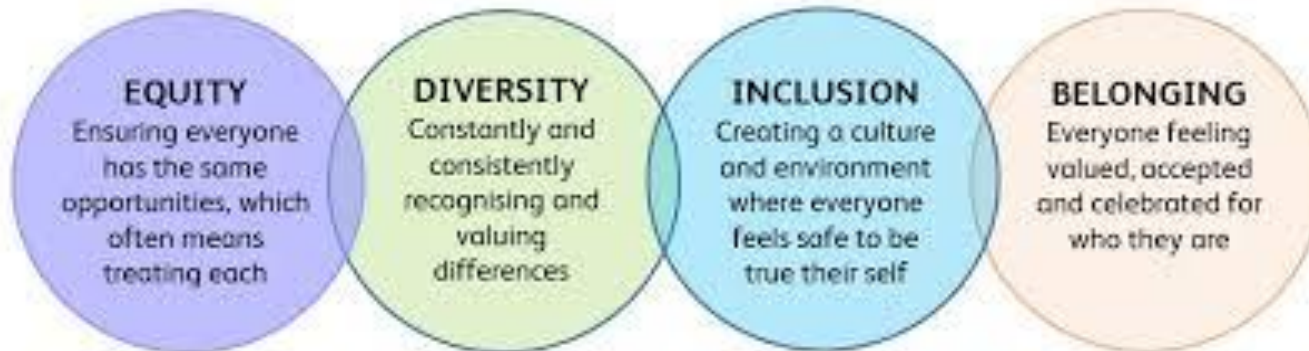 EQUITY
Ensuring everyone
has the same
opportunities, which
often means
treating each
DIVERSITY
Constantly and
consistently
recognising and
valuing
differences
INCLUSION
Creating a culture
and environment
where everyone
feels safe to be
true their self
BELONGING
Everyone feeling
valued, accepted
and celebrated for
who they are